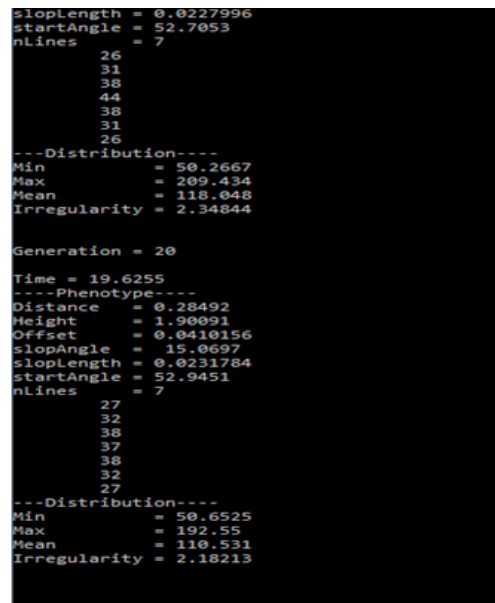 slopLength = 0.0227996
startAngle = 52.7053
nLines = 7
26
31
38
44
38
31
26
---Distribution----
Min = 50.2667
Max = 209.434
Mean = 118.048
Irregularity = 2.34844
Generation = 20
Time = 19.6255
----Phenotype----
Distance = 0.28492
Height = 1.90091
Offset = 0.0410156
slopAngle = 15.0697
slopLength = 0.0231784
startAngle = 52.9451
nLines = 7
27
32
38
37
38
32
27
---Distribution----
Min = 50.6525
Max = 192.55
Mean = 110.531
Irregularity = 2.18213